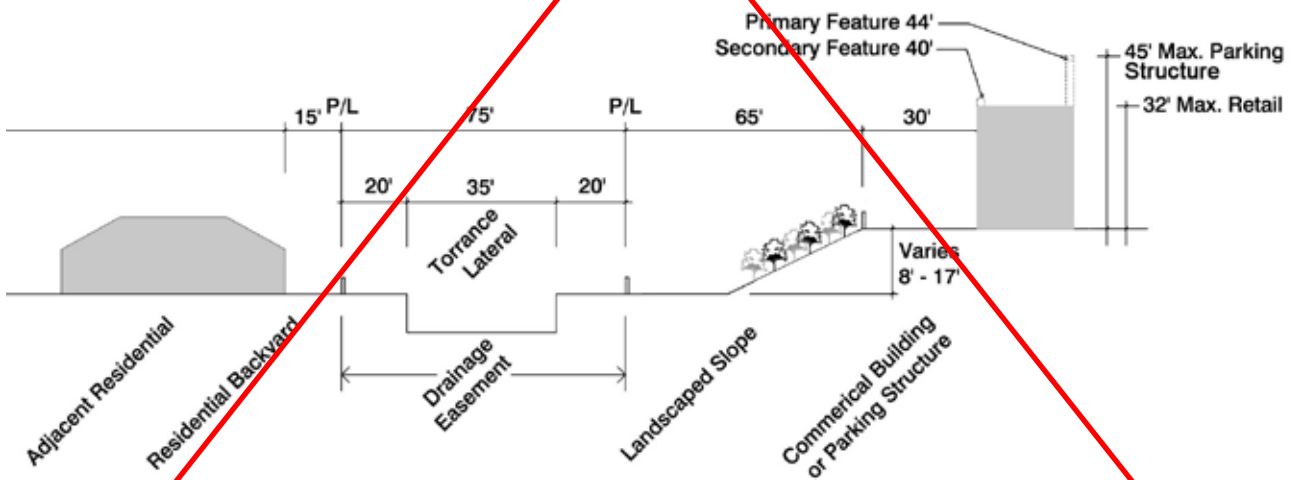 Primary Feature 44'
Secondary Feature 40'
45' Max. Parking
Structure
32' Max. Retail
15'
P/L
75'
P/L
65'
30'
20'
35'
20'
Torrance
Lateral
Varies
8' - 17'
Adjacent Residential
Residential Backyard
Drainage
Easement
Landscaped Slope
Commerical Building
or Parking Structure